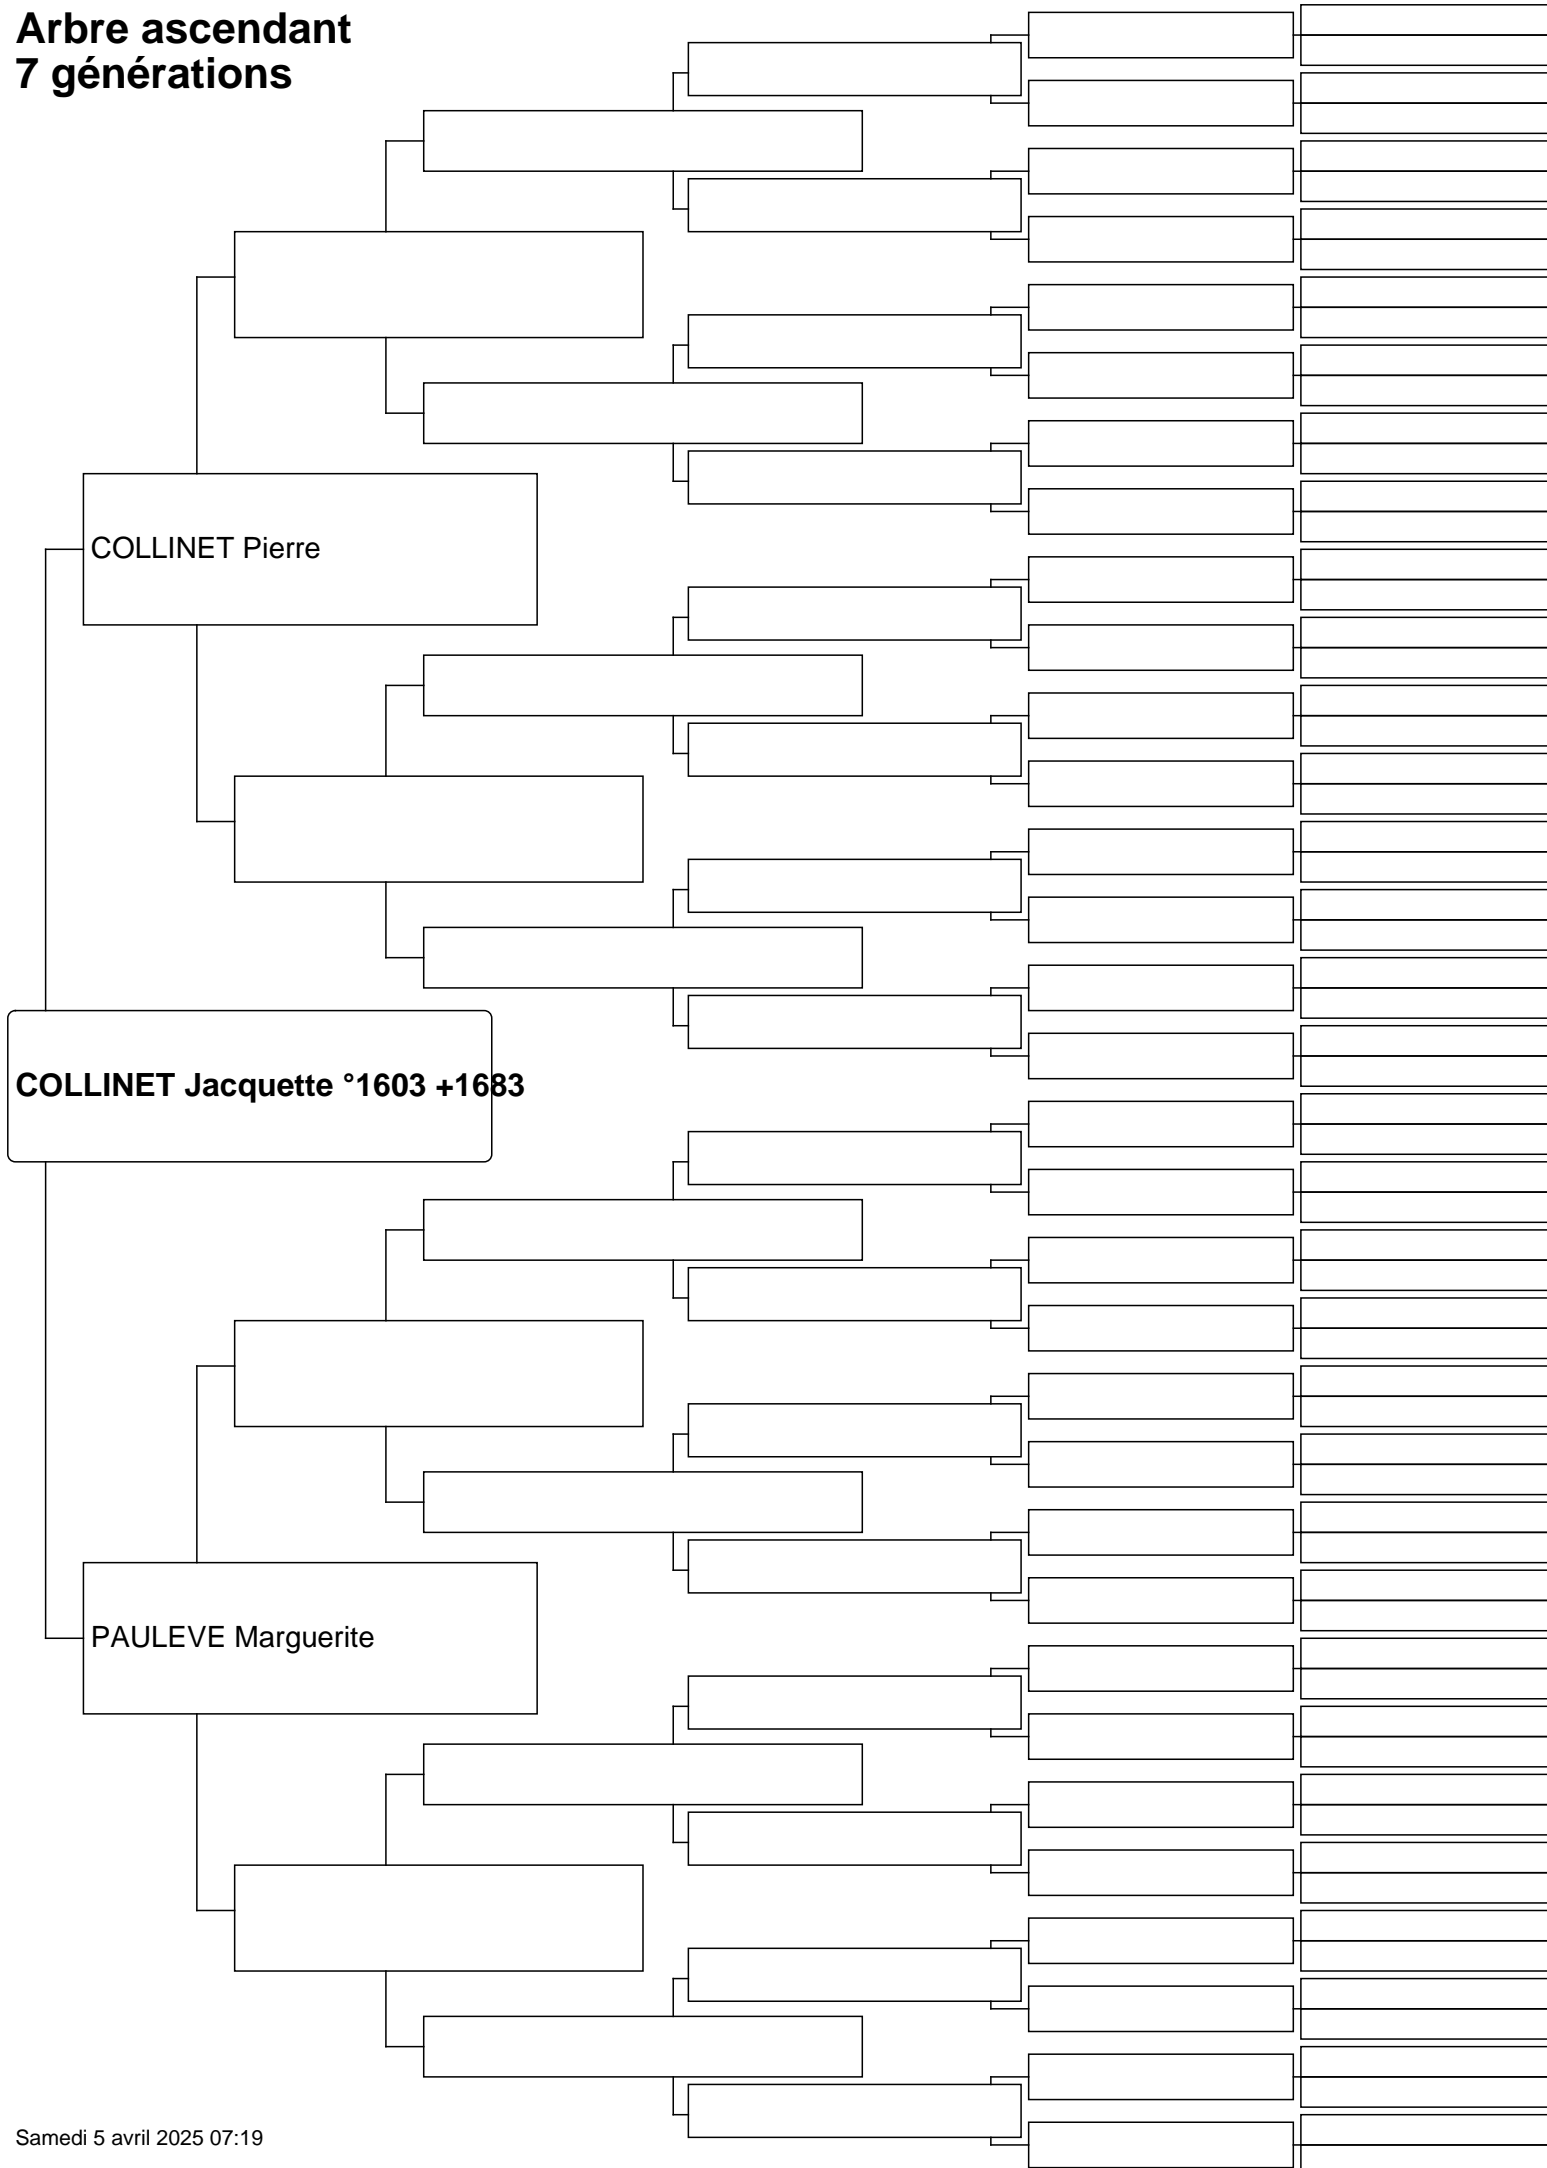 Arbre ascendant
7 générations
COLLINET Pierre
COLLINET Jacquette °1603 +1683
PAULEVE Marguerite
Samedi 5 avril 2025 07:19